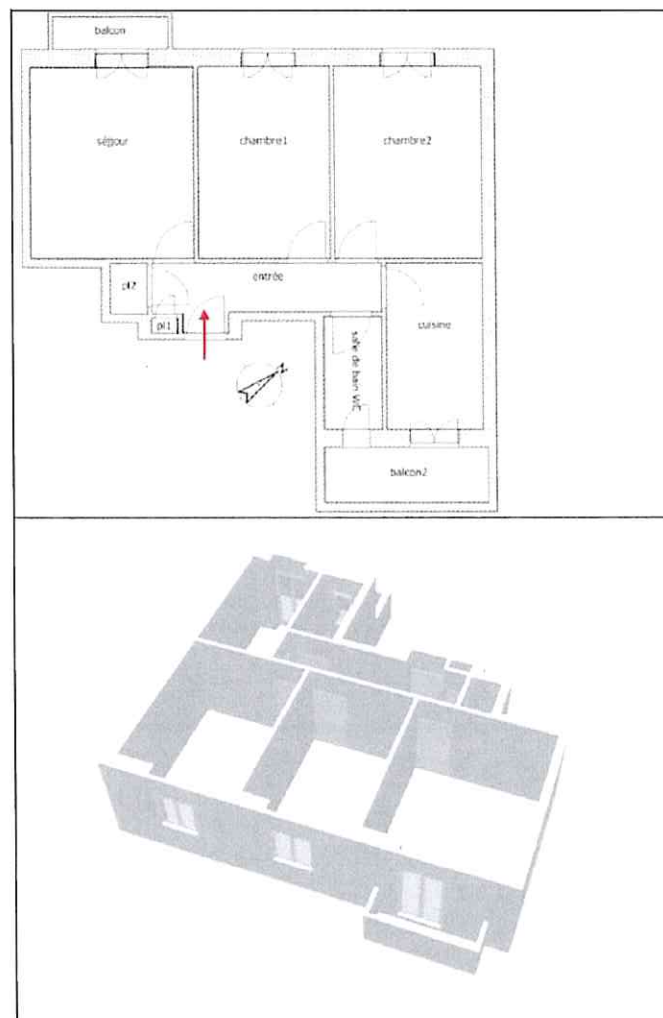 balcon
séjour
chambre1
chambre2
pl2
entrée
pl1
cuisine
salle de bain WC
balcon2